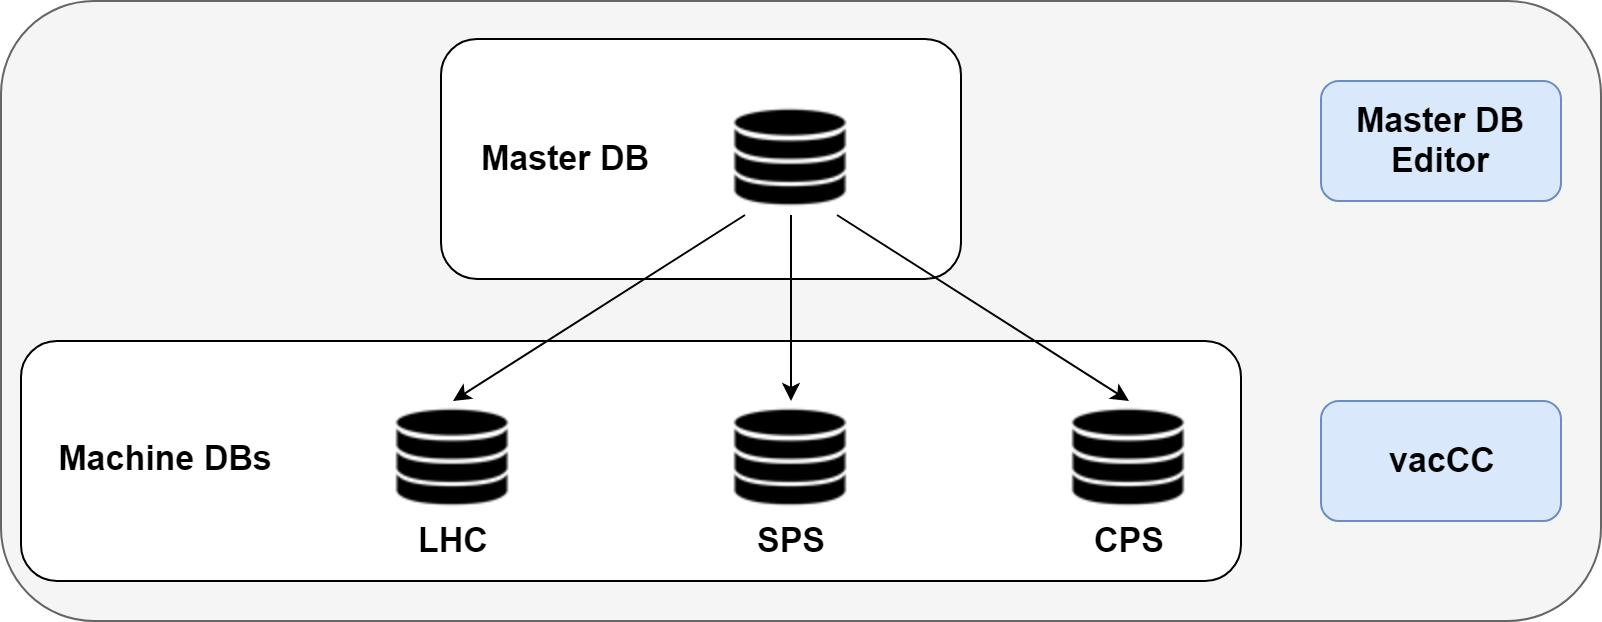 Master DB
Master DB
Editor
Machine DBs
vacCC
LHC
SPS
CPS